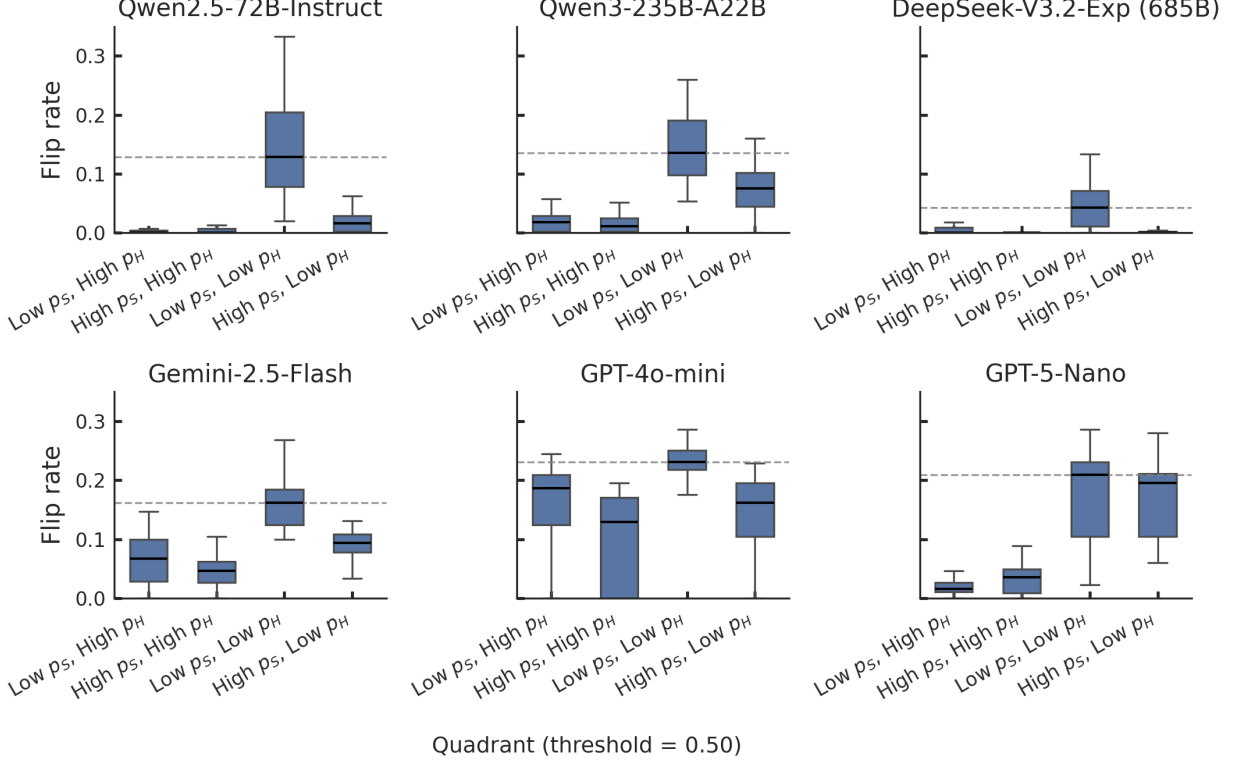 Qwen2.5-72B-Instruct
Qwen3-235B-A22B
DeepSeek-V3.2-Exp (685B)
Flip rate
0.3
0.2
0.1
0.0
Low pS, High pH
High pS, High pH
Low pS, Low pH
High pS, Low pH
Low pS, High pH
High pS, High pH
Low pS, Low pH
High pS, Low pH
Low pS, High pH
High pS, High pH
Low pS, Low pH
High pS, Low pH
Gemini-2.5-Flash
GPT-4o-mini
GPT-5-Nano
Flip rate
0.3
0.2
0.1
0.0
Low pS, High pH
High pS, High pH
Low pS, Low pH
High pS, Low pH
Low pS, High pH
High pS, High pH
Low pS, Low pH
High pS, Low pH
Low pS, High pH
High pS, High pH
Low pS, Low pH
High pS, Low pH
Quadrant (threshold = 0.50)